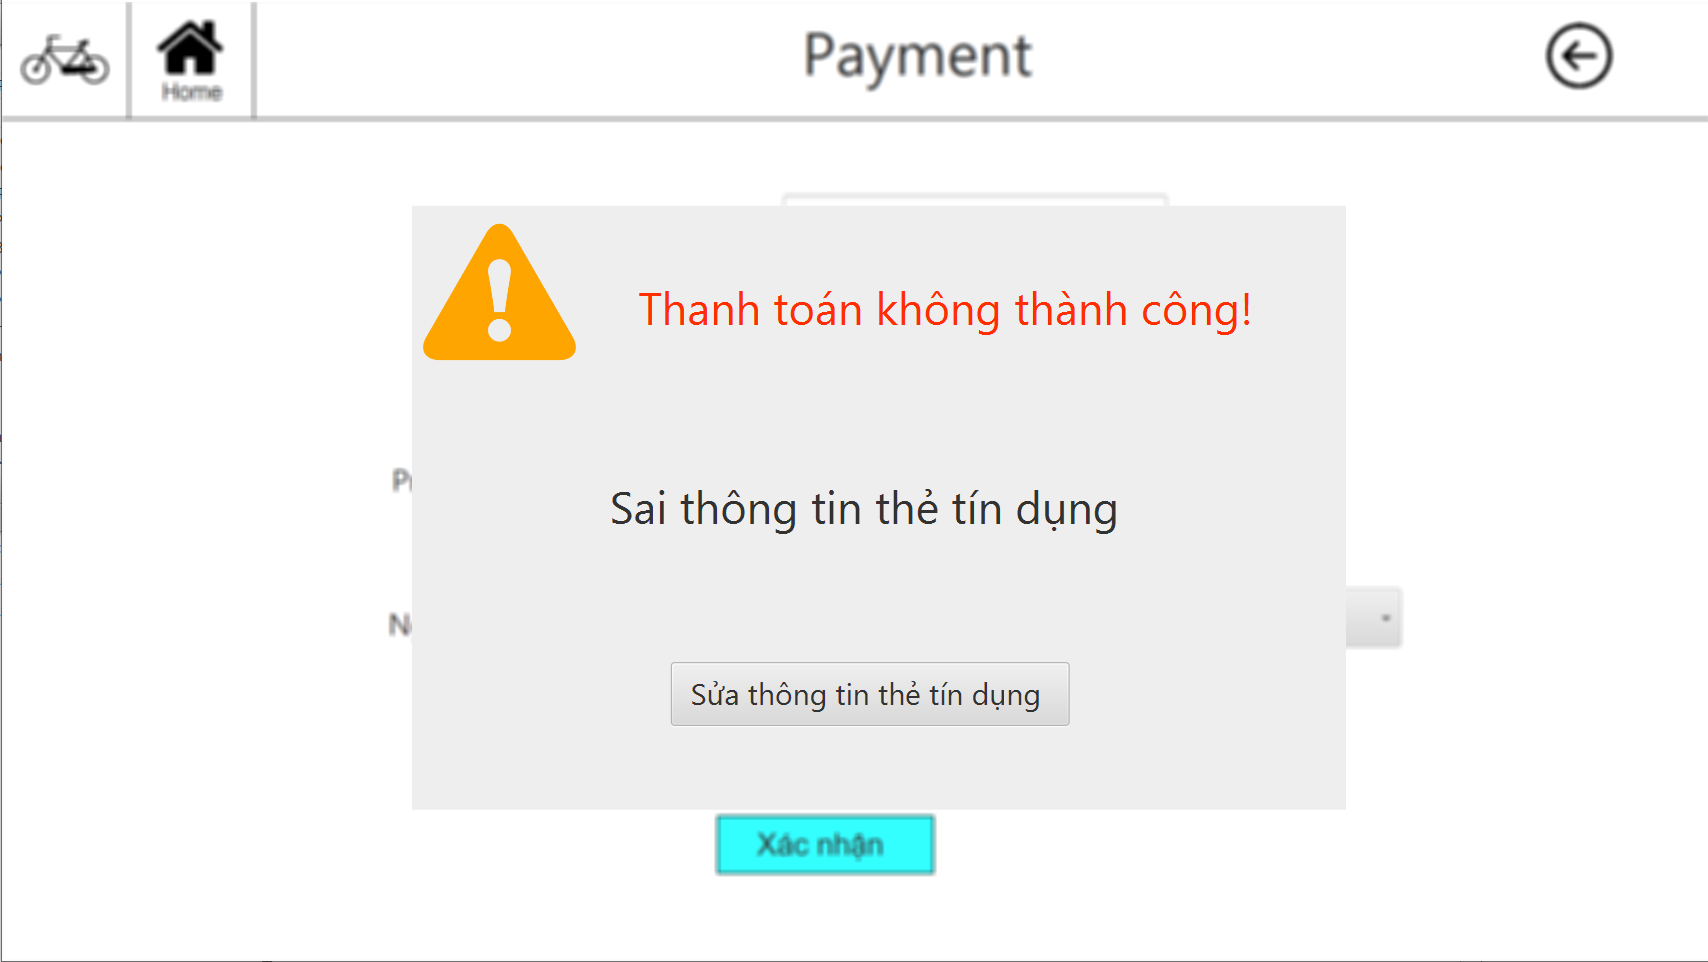 Payment
Home
Thanh toán không thành công!
Sai thông tin thẻ tín dụng
Sửa thông tin thẻ tín dụng
Xác nhận